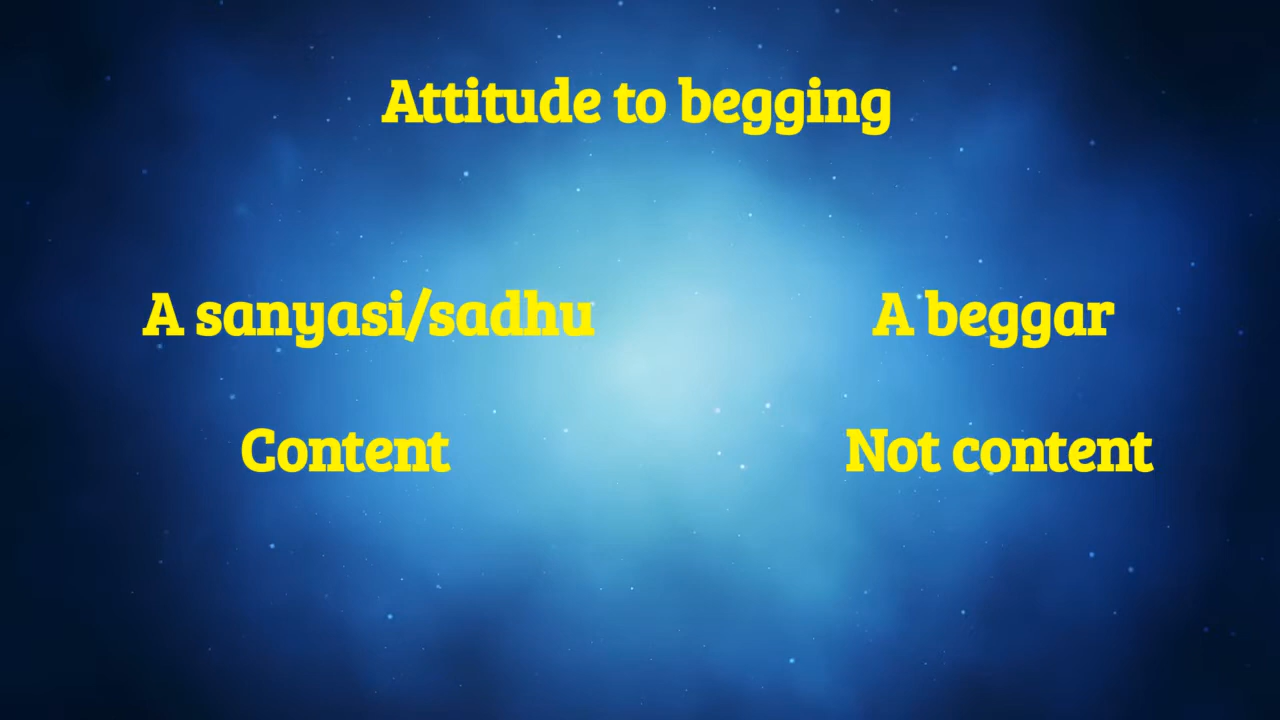 Attitude to begging
A sanyasi/sadhu
A beggar
Content
Not content